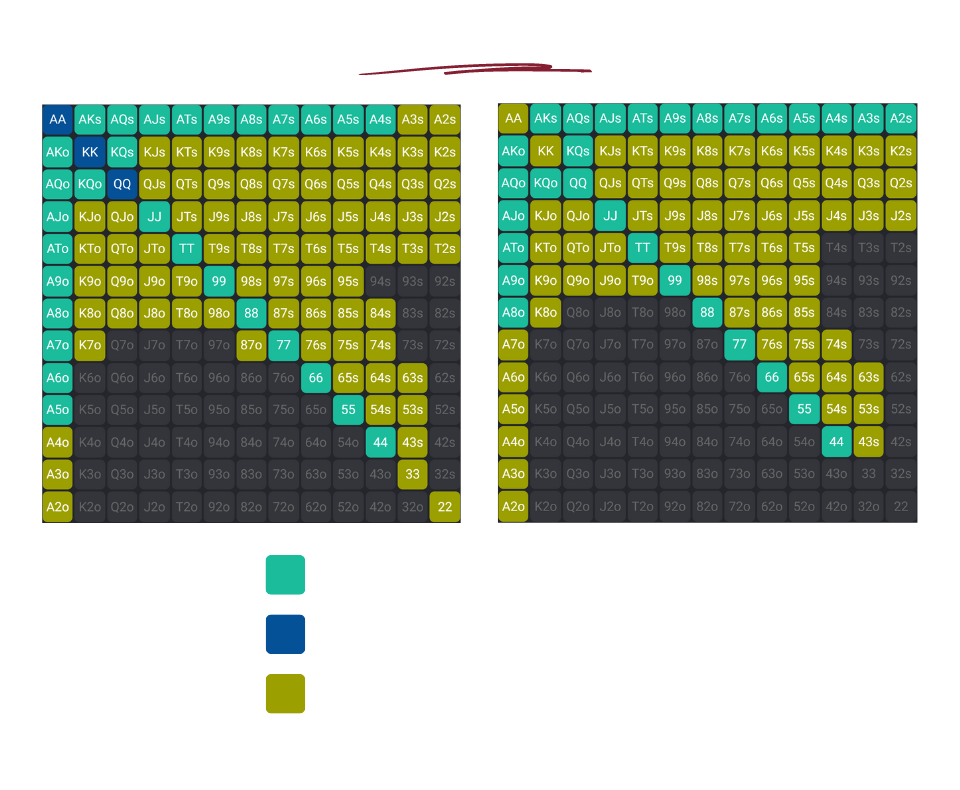 AA AKs AQs AJs ATs A9s A8s A7s A6s A5s A4s A3s A2s
AKo KK KQs KJs KTs K9s K8s K7s K6s K5s K4s K3s K2s
AQo KQo QQ QJs QTs Q9s Q8s Q7s Q6s Q5s Q4s Q3s Q2s
AJo KJo QJo JJ JTs J9s J8s J7s J6s J5s J4s J3s J2s
ATo KTo QTo JTo TT T9s T8s T7s T6s T5s T4s T3s T2s
A9o K9o Q9o J9o T9o 99 98s 97s 96s 95s 94s 93s 92s
A8o K8o Q8o J8o T8o 98o 88 87s 86s 85s 84s 83s 82s
A7o K7o Q7o J7o T7o 97o 87o 77 76s 75s 74s 73s 72s
A6o K6o Q6o J6o T6o 96o 86o 76o 66 65s 64s 63s 62s
A5o K5o Q5o J5o T5o 95o 85o 75o 65o 55 54s 53s 52s
A4o K4o Q4o J4o T4o 94o 84o 74o 64o 54o 44 43s 42s
A3o K3o Q3o J3o T3o 93o 83o 73o 63o 53o 43o 33 32s
A2o K2o Q2o J2o T2o 92o 82o 72o 62o 52o 42o 32o 22
AA AKs AQs AJs ATs A9s A8s A7s A6s A5s A4s A3s A2s
AKo KK KQs KJs KTs K9s K8s K7s K6s K5s K4s K3s K2s
AQo KQo QQ QJs QTs Q9s Q8s Q7s Q6s Q5s Q4s Q3s Q2s
AJo KJo QJo JJ JTs J9s J8s J7s J6s J5s J4s J3s J2s
ATo KTo QTo JTo TT T9s T8s T7s T6s T5s T4s T3s T2s
A9o K9o Q9o J9o T9o 99 98s 97s 96s 95s 94s 93s 92s
A8o K8o Q8o J8o T8o 98o 88 87s 86s 85s 84s 83s 82s
A7o K7o Q7o J7o T7o 97o 87o 77 76s 75s 74s 73s 72s
A6o K6o Q6o J6o T6o 96o 86o 76o 66 65s 64s 63s 62s
A5o K5o Q5o J5o T5o 95o 85o 75o 65o 55 54s 53s 52s
A4o K4o Q4o J4o T4o 94o 84o 74o 64o 54o 44 43s 42s
A3o K3o Q3o J3o T3o 93o 83o 73o 63o 53o 43o 33 32s
A2o K2o Q2o J2o T2o 92o 82o 72o 62o 52o 42o 32o 22